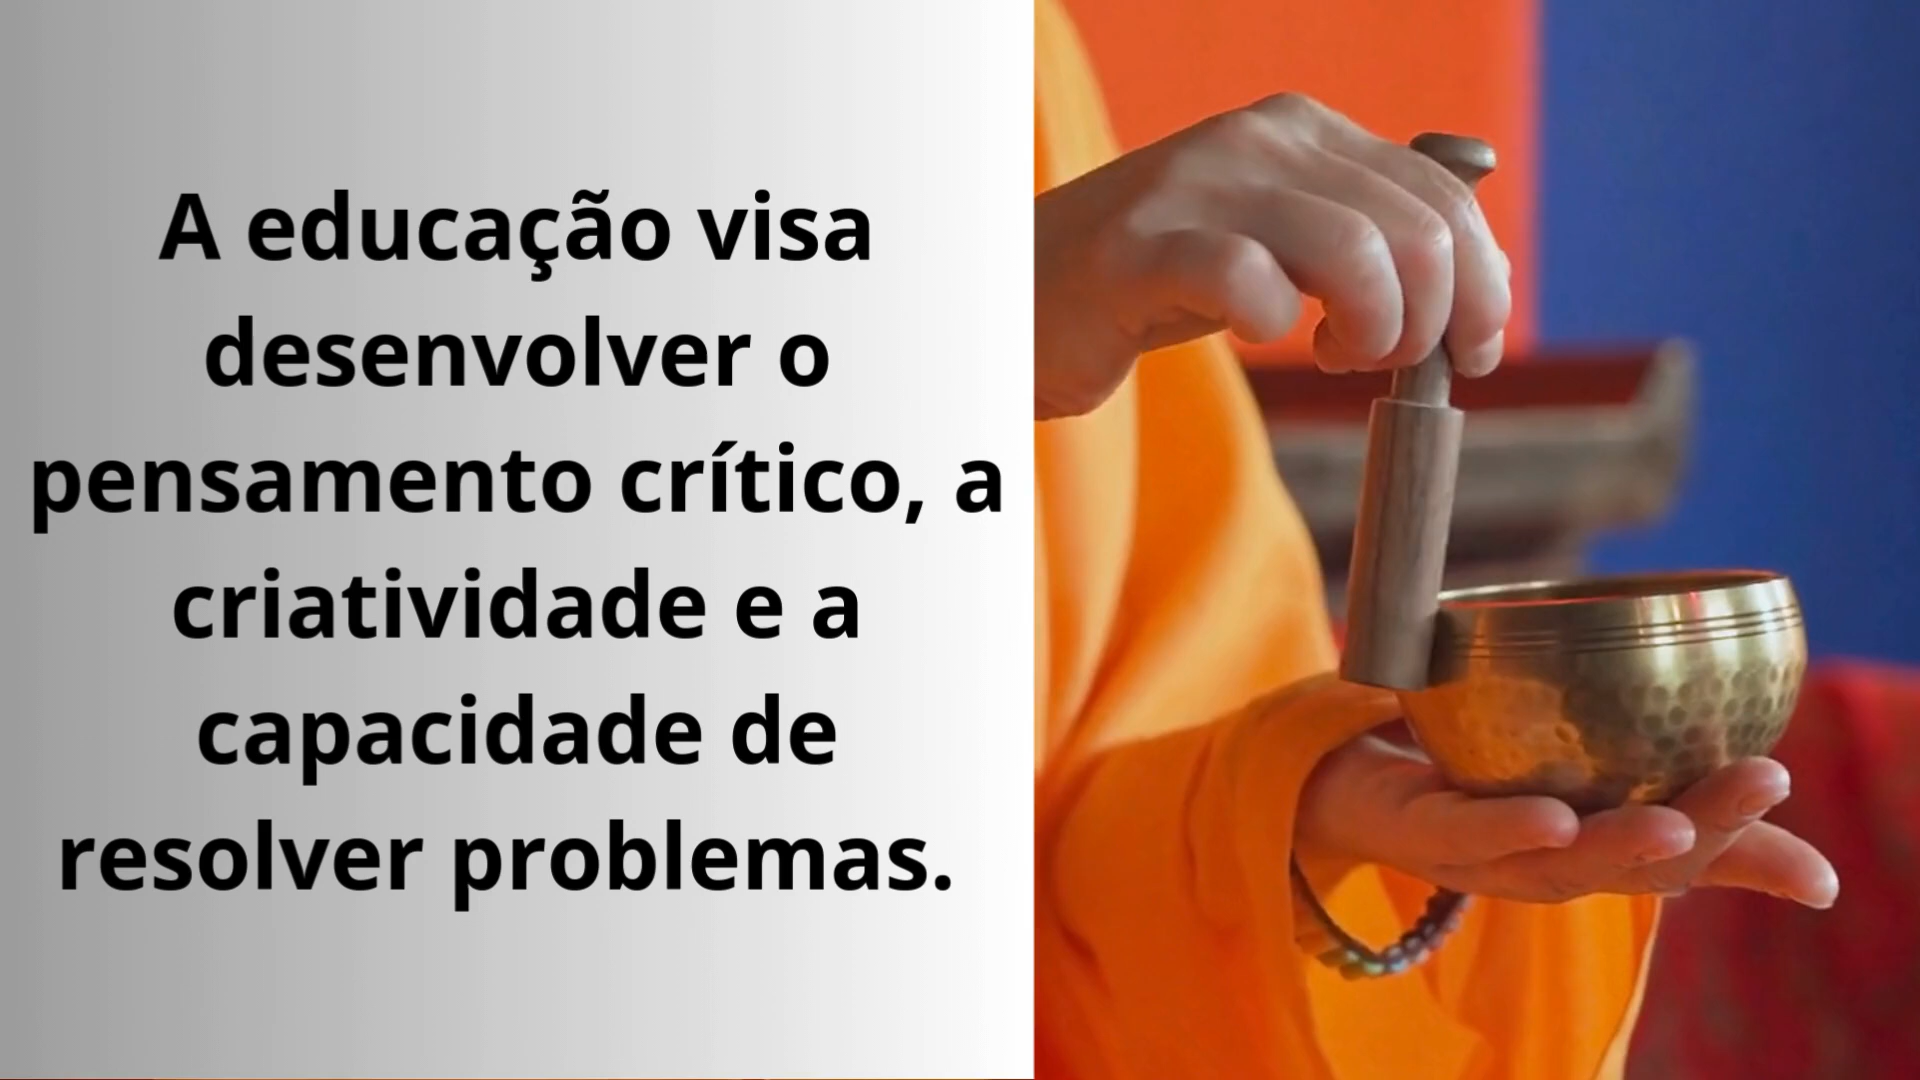 A educação visa
desenvolver o
pensamento crítico, a
criatividade e a
capacidade de
resolver problemas.